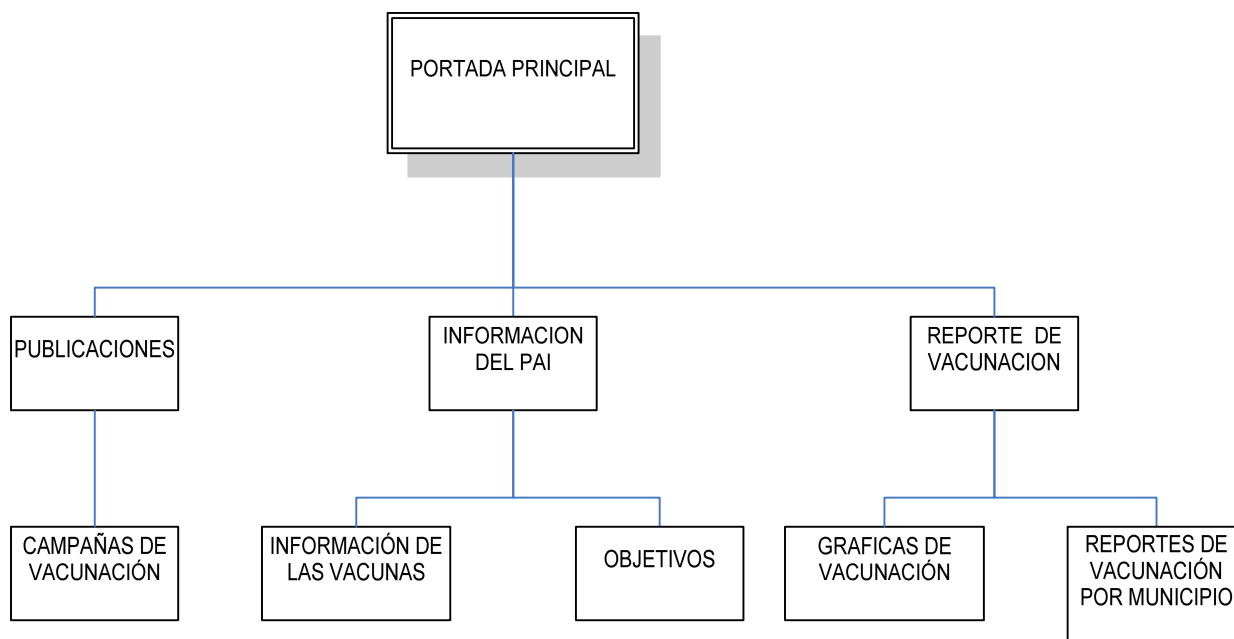 PORTADA PRINCIPAL
PUBLICACIONES
INFORMACION
DEL PAI
REPORTE DE
VACUNACION
CAMPAÑAS DE
VACUNACIÓN
INFORMACIÓN DE
LAS VACUNAS
OBJETIVOS
GRAFICAS DE
VACUNACIÓN
REPORTES DE
VACUNACIÓN
POR MUNICIPIO